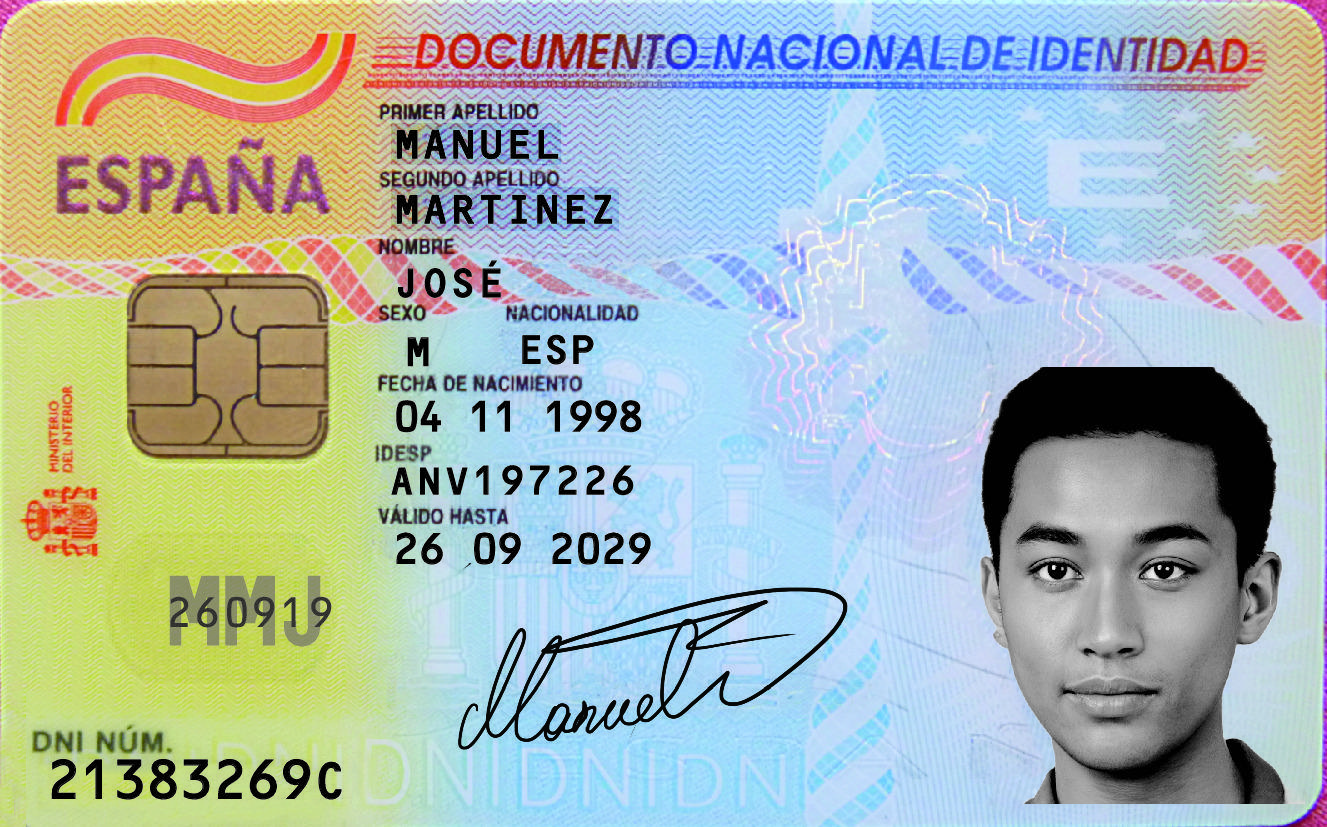 DOCUMENTO NACIONAL DE IDENTIDAD
ESPAÑA
PRIMER APELLIDO
MANUEL
SEGUNDO APELLIDO
MARTINEZ
NOMBRE
JOSÉ
SEXO NACIONALIDAD
M ESP
FECHA DE NACIMIENTO
04 11 1998
IDESP
ANV197226
VÁLIDO HASTA
26 09 2029
MINISTERIO
DEL INTERIOR
MMJ
260919
Manuel
DNI NÚM.
21383269C
DNIDNIDNIDNI
E